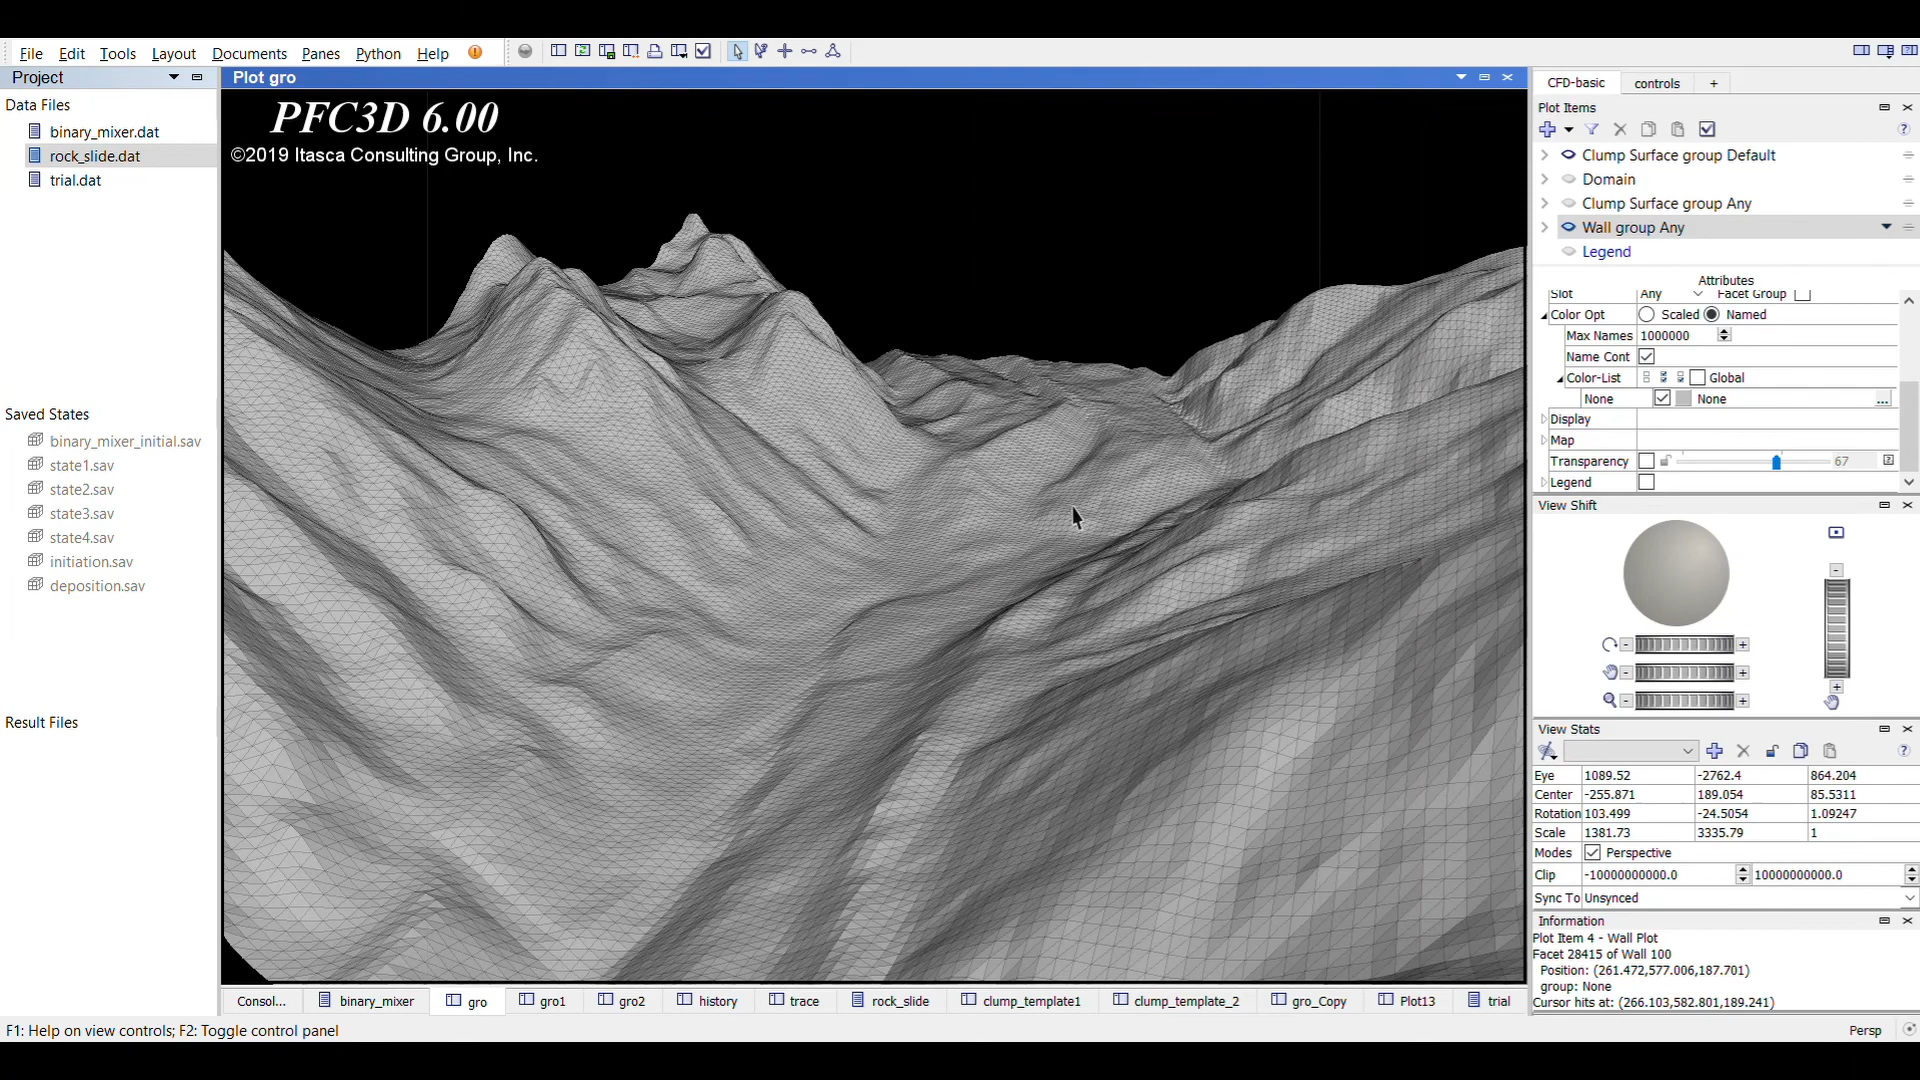 File Edit Tools Layout Documents Panes Python Help
Project
Data Files
binary_mixer.dat
rock_slide.dat
trial.dat
Saved States
binary_mixer_initial.sav
state1.sav
state2.sav
state3.sav
state4.sav
initiation.sav
deposition.sav
Result Files
Plot gro
PFC3D 6.00
©2019 Itasca Consulting Group, Inc.
Consol... binary_mixer gro gro1 gro2 history trace rock_slide clump_template1 clump_template_2 gro_Copy Plot13 trial
CFD-basic controls +
Plot Items
Clump Surface group Default
Domain
Clump Surface group Any
Wall group Any
Legend
Attributes
Slot Any Facet Group
Color Opt Scaled Named
Max Names 1000000
Name Cont
Color-List Global
None None ...
Display
Map
Transparency 67
Legend
View Shift
View Stats
Eye 1089.52 -2762.4 864.204
Center -255.871 189.054 85.5311
Rotation 103.499 -24.5054 1.09247
Scale 1381.73 3335.79 1
Modes Perspective
Clip -10000000000.0 10000000000.0
Sync To Unsynced
Information
Plot Item 4 - Wall Plot
Facet 28415 of Wall 100
Position: (261.472,577.006,187.701)
group: None
Cursor hits at: (266.103,582.801,189.241)
F1: Help on view controls; F2: Toggle control panel
Persp